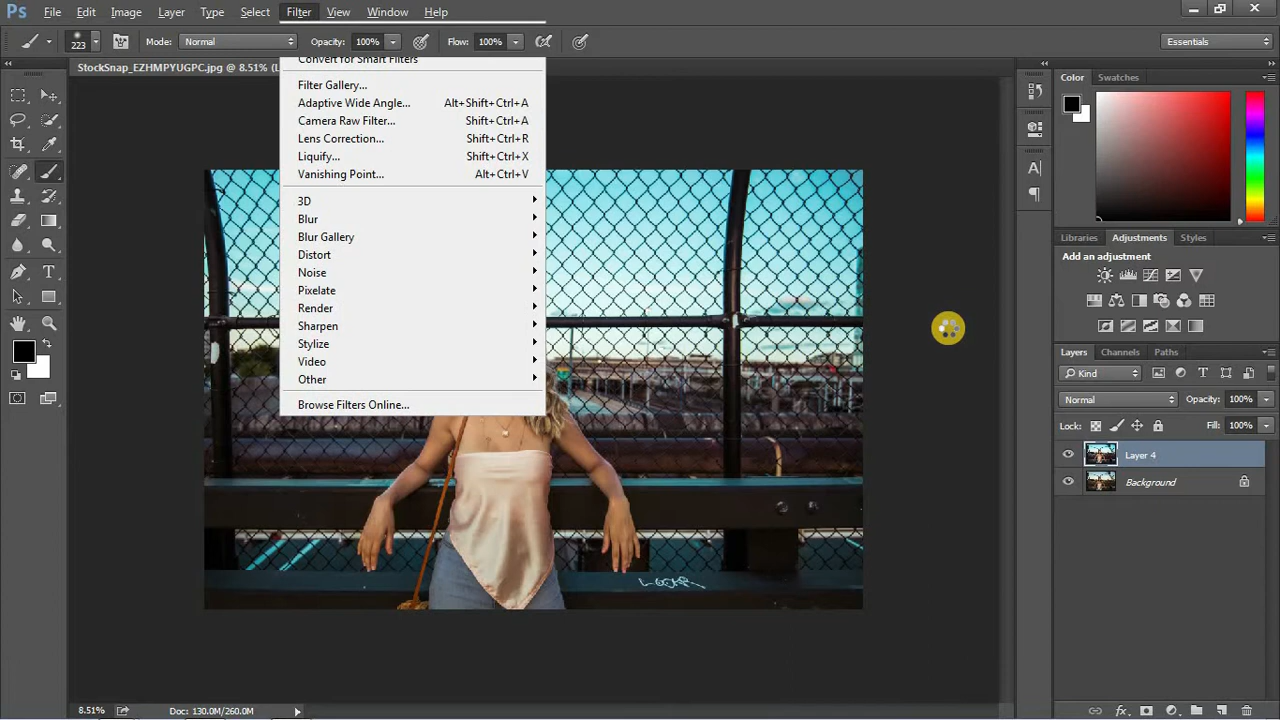 Ps File Edit Image Layer Type Select Filter View Window Help
223 Mode: Normal Opacity: 100% Flow: 100% Essentials
StockSnap_EZHMPYUGPC.jpg @ 8.51% (L
Convert for Smart Filters
Filter Gallery...
Adaptive Wide Angle... Alt+Shift+Ctrl+A
Camera Raw Filter... Shift+Ctrl+A
Lens Correction... Shift+Ctrl+R
Liquify... Shift+Ctrl+X
Vanishing Point... Alt+Ctrl+V
3D
Blur
Blur Gallery
Distort
Noise
Pixelate
Render
Sharpen
Stylize
Video
Other
Browse Filters Online...
Color Swatches
Libraries Adjustments Styles
Add an adjustment
Layers Channels Paths
Kind
Normal Opacity: 100%
Lock: Fill: 100%
Layer 4
Background
8.51% Doc: 130.0M/260.0M